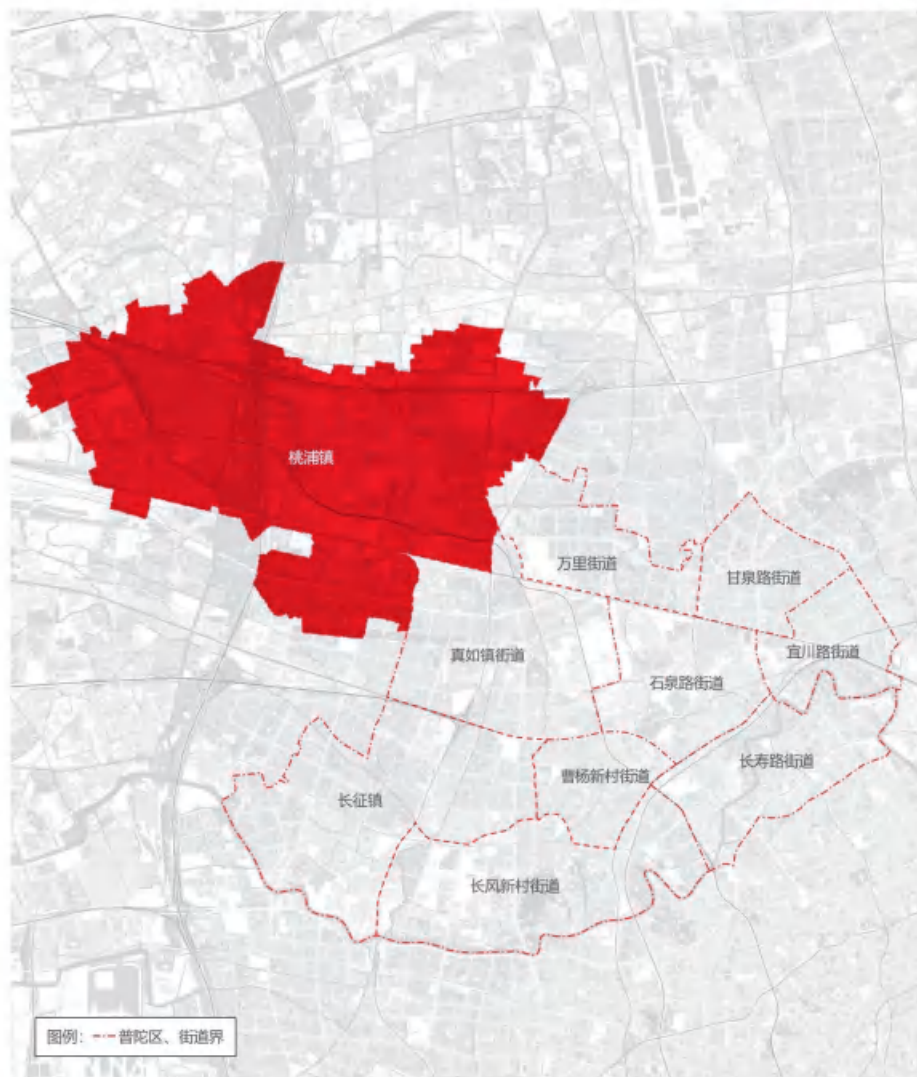 桃浦镇
万里街道
甘泉路街道
真如镇街道
宜川路街道
石泉路街道
长寿路街道
曹杨新村街道
长征镇
长风新村街道
图例：普陀区、街道界